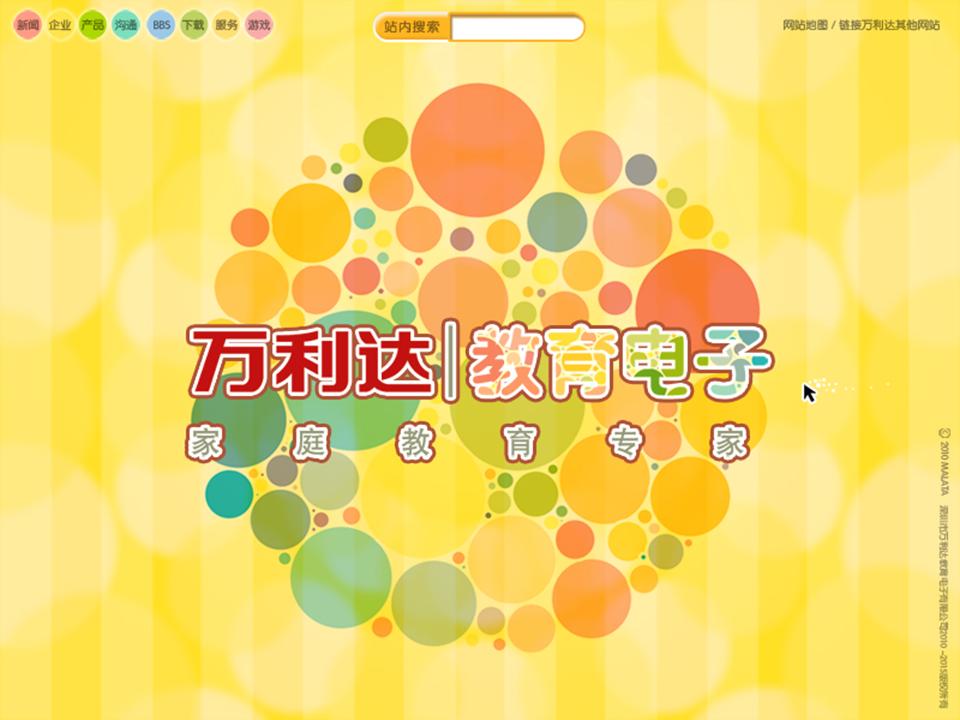 新闻 企业 产品 沟通 BBS 下载 服务 游戏
站内搜索
网站地图 / 链接万利达其他网站
万利达|教育电子
家庭教育专家
© 2010 MALATA 深圳市万利达教育电子有限公司2010-2015版权所有